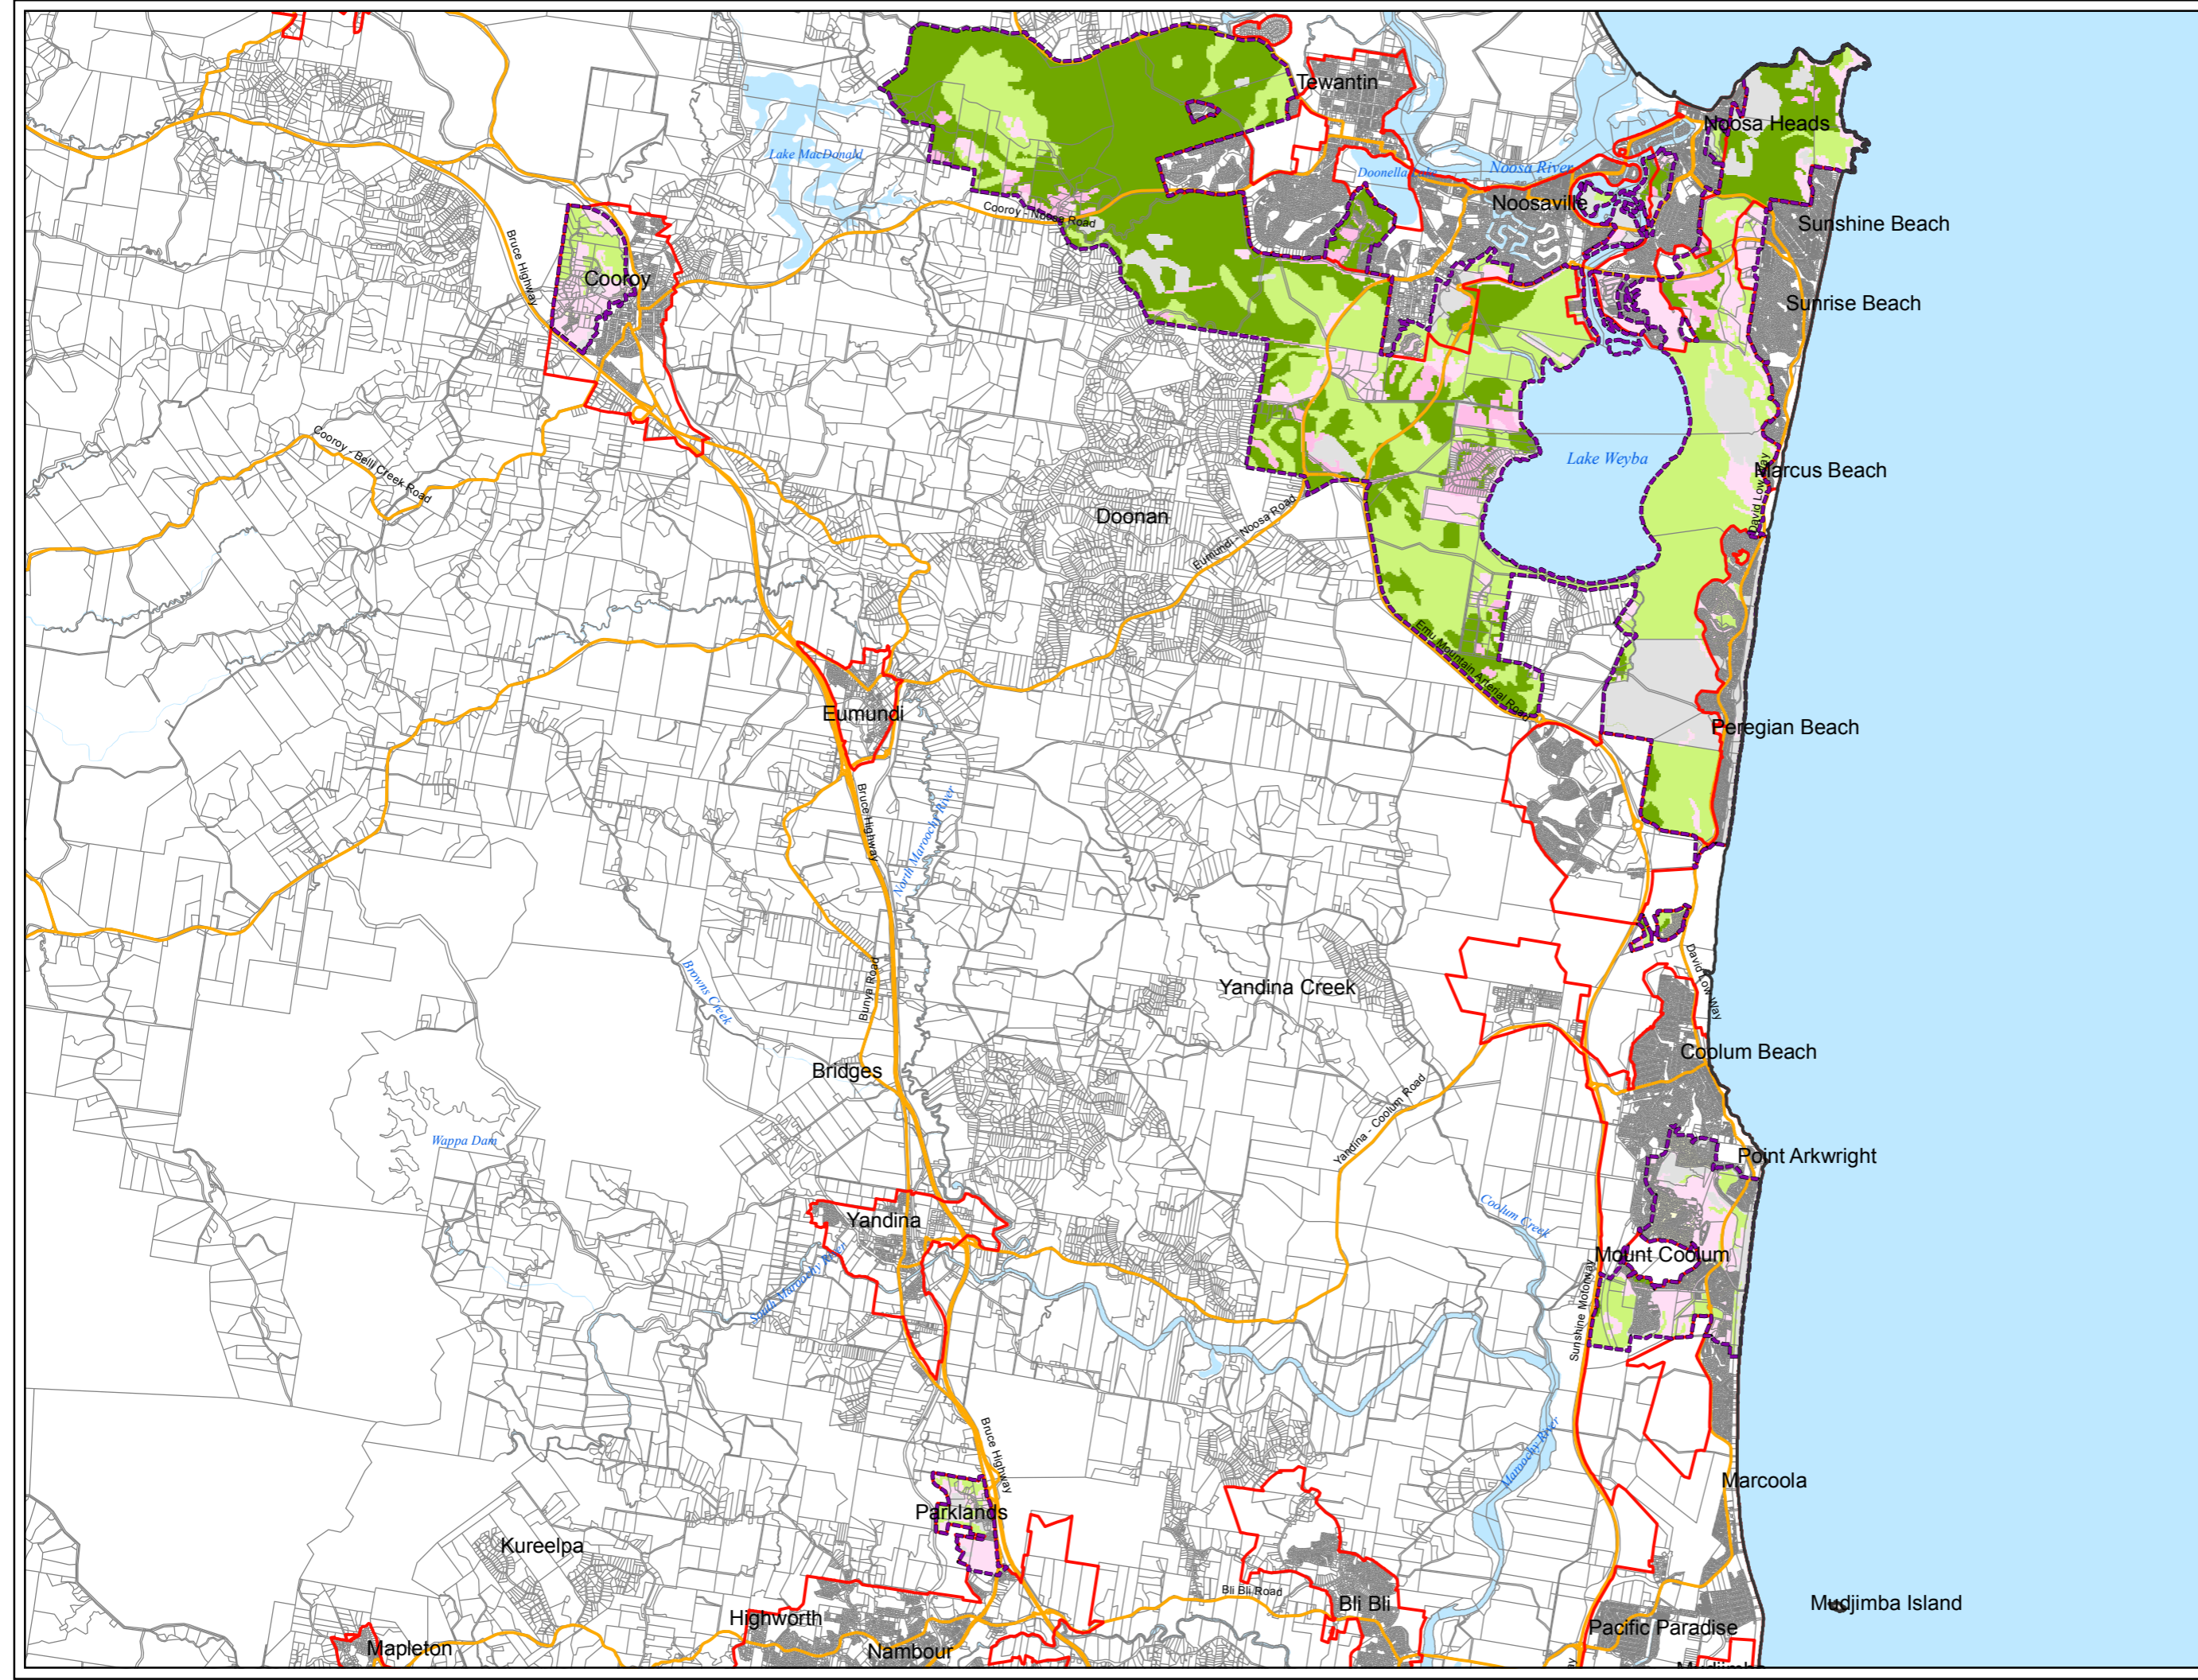 Tewantin
Noosa Heads
Lake MacDonald
Noosa River
Doonella Lake
Noosaville
Cooroy - Noosa Road
Sunshine Beach
Bruce Highway
Cooroy
Sunrise Beach
Cooroy - Belli Creek Road
Lake Weyba
Marcus Beach
David Low Way
Doonan
Eumundi - Noosa Road
Emu Mountain Arterial Road
Eumundi
Peregian Beach
Bruce Highway
North Maroochy River
Browns Creek
Bunya Road
Yandina Creek
David Low Way
Coolum Beach
Bridges
Yandina - Coolum Road
Wappa Dam
Point Arkwright
Yandina
Coolum Creek
South Maroochy River
Mount Coolum
Sunshine Motorway
Bruce Highway
Maroochy River
Marcoola
Parklands
Kureelpa
Bli Bli Road
Bli Bli
Mudjimba Island
Highworth
Pacific Paradise
Mapleton
Nambour
Mudjimba